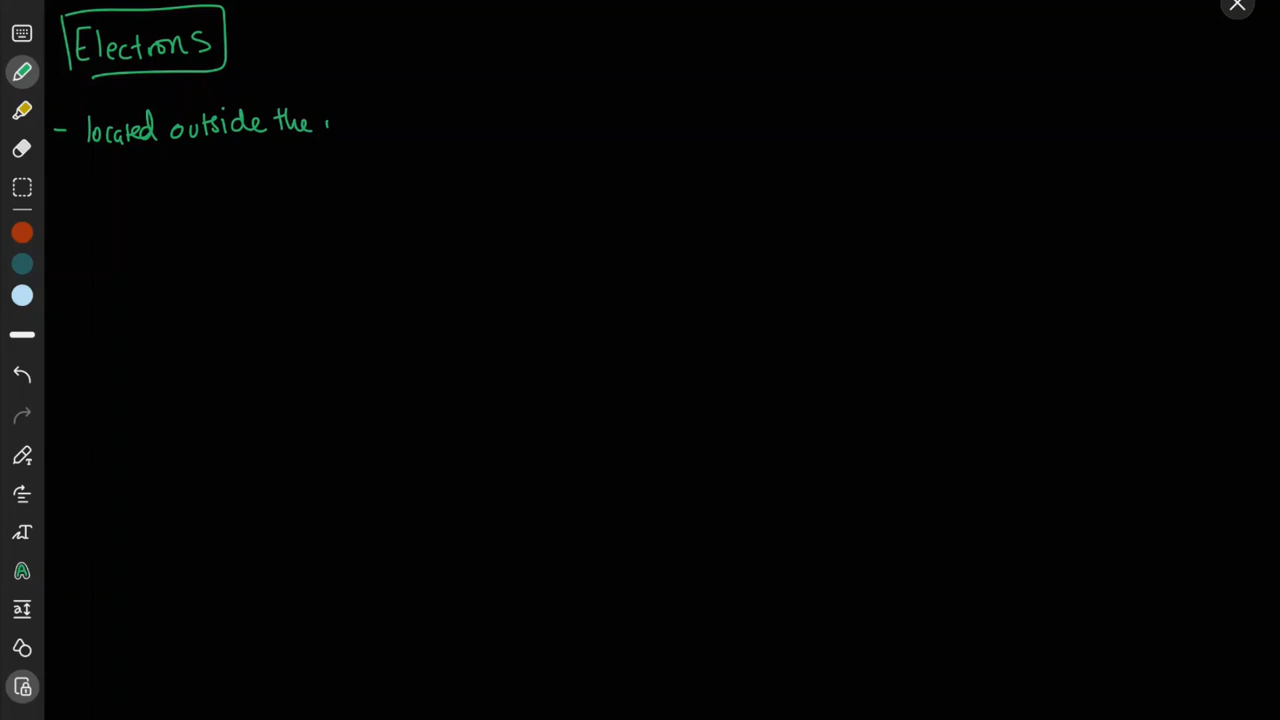 Electrons
- located outside the